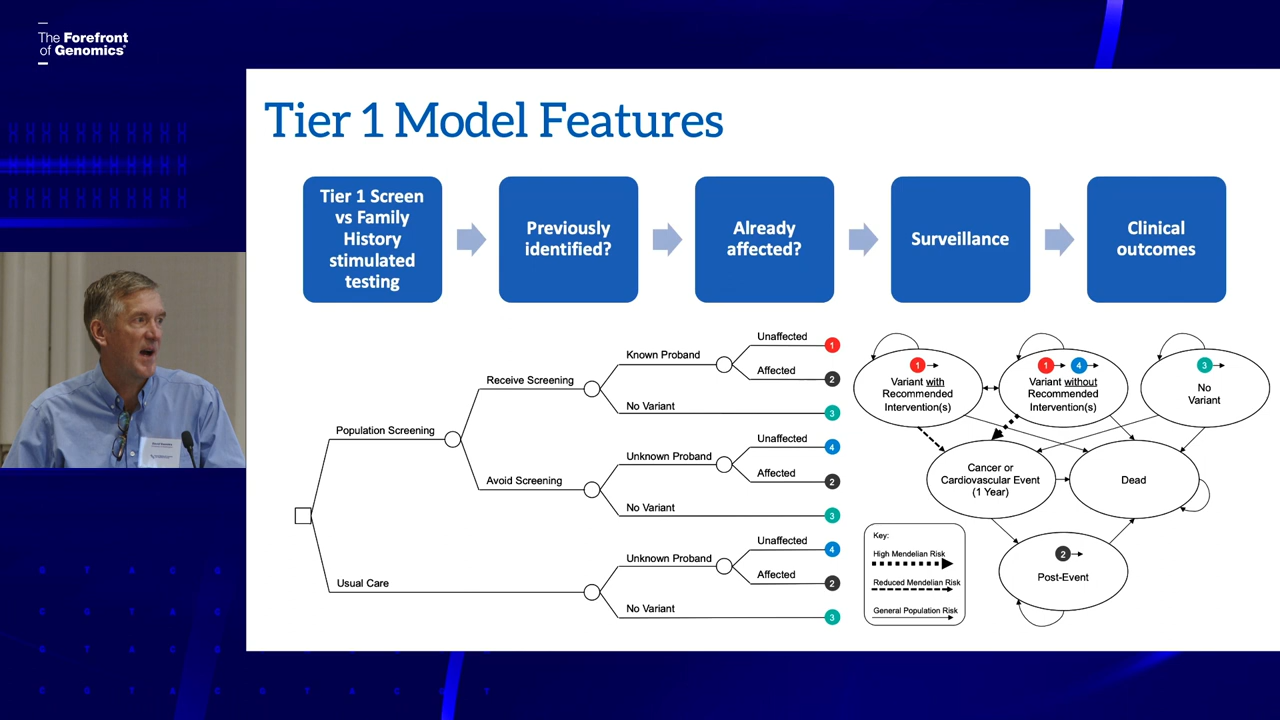 The Forefront
of Genomics
Tier 1 Model Features
Tier 1 Screen
vs Family
History
stimulated
testing
Previously
identified?
Already
affected?
Surveillance
Clinical
outcomes
Population Screening
Usual Care
Receive Screening
Avoid Screening
Known Proband
No Variant
Unknown Proband
No Variant
Unknown Proband
No Variant
Unaffected
1
Affected
2
3
Unaffected
4
Affected
2
3
Unaffected
4
Affected
2
3
1
Variant with
Recommended
Intervention(s)
1 4
Variant without
Recommended
Intervention(s)
3
No
Variant
Cancer or
Cardiovascular Event
(1 Year)
Dead
2
Post-Event
Key:
High Mendelian Risk
Reduced Mendelian Risk
General Population Risk